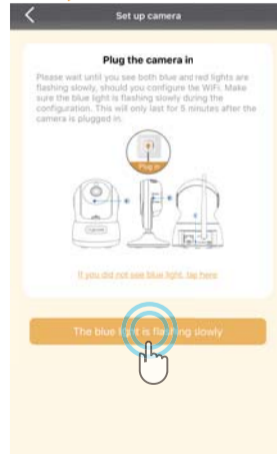 Set up camera
Plug the camera in
Please wait until you see both blue and red lights are
flashing slowly, should you configure the WiFi. Make
sure the blue light is flashing slowly during the
configuration. This will only last for 5 minutes after the
camera is plugged in.
Plug in
If you did not see blue light, tap here
The blue light is flashing slowly